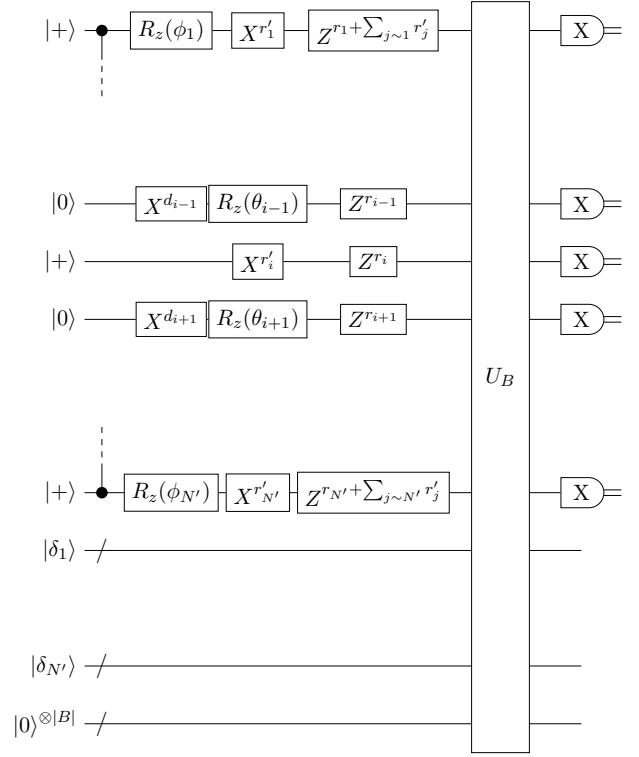 |+⟩ R_z(ϕ_1) X^{r'_1} Z^{r_1+∑_{j∼1} r'_j} X
|0⟩ X^{d_{i−1}} R_z(θ_{i−1}) Z^{r_{i−1}} X
|+⟩ X^{r'_i} Z^{r_i} X
|0⟩ X^{d_{i+1}} R_z(θ_{i+1}) Z^{r_{i+1}} X
U_B
|+⟩ R_z(ϕ_{N'}) X^{r'_{N'}} Z^{r_{N'}+∑_{j∼N'} r'_j} X
|δ_1⟩
|δ_{N'}⟩
|0⟩^{⊗|B|}